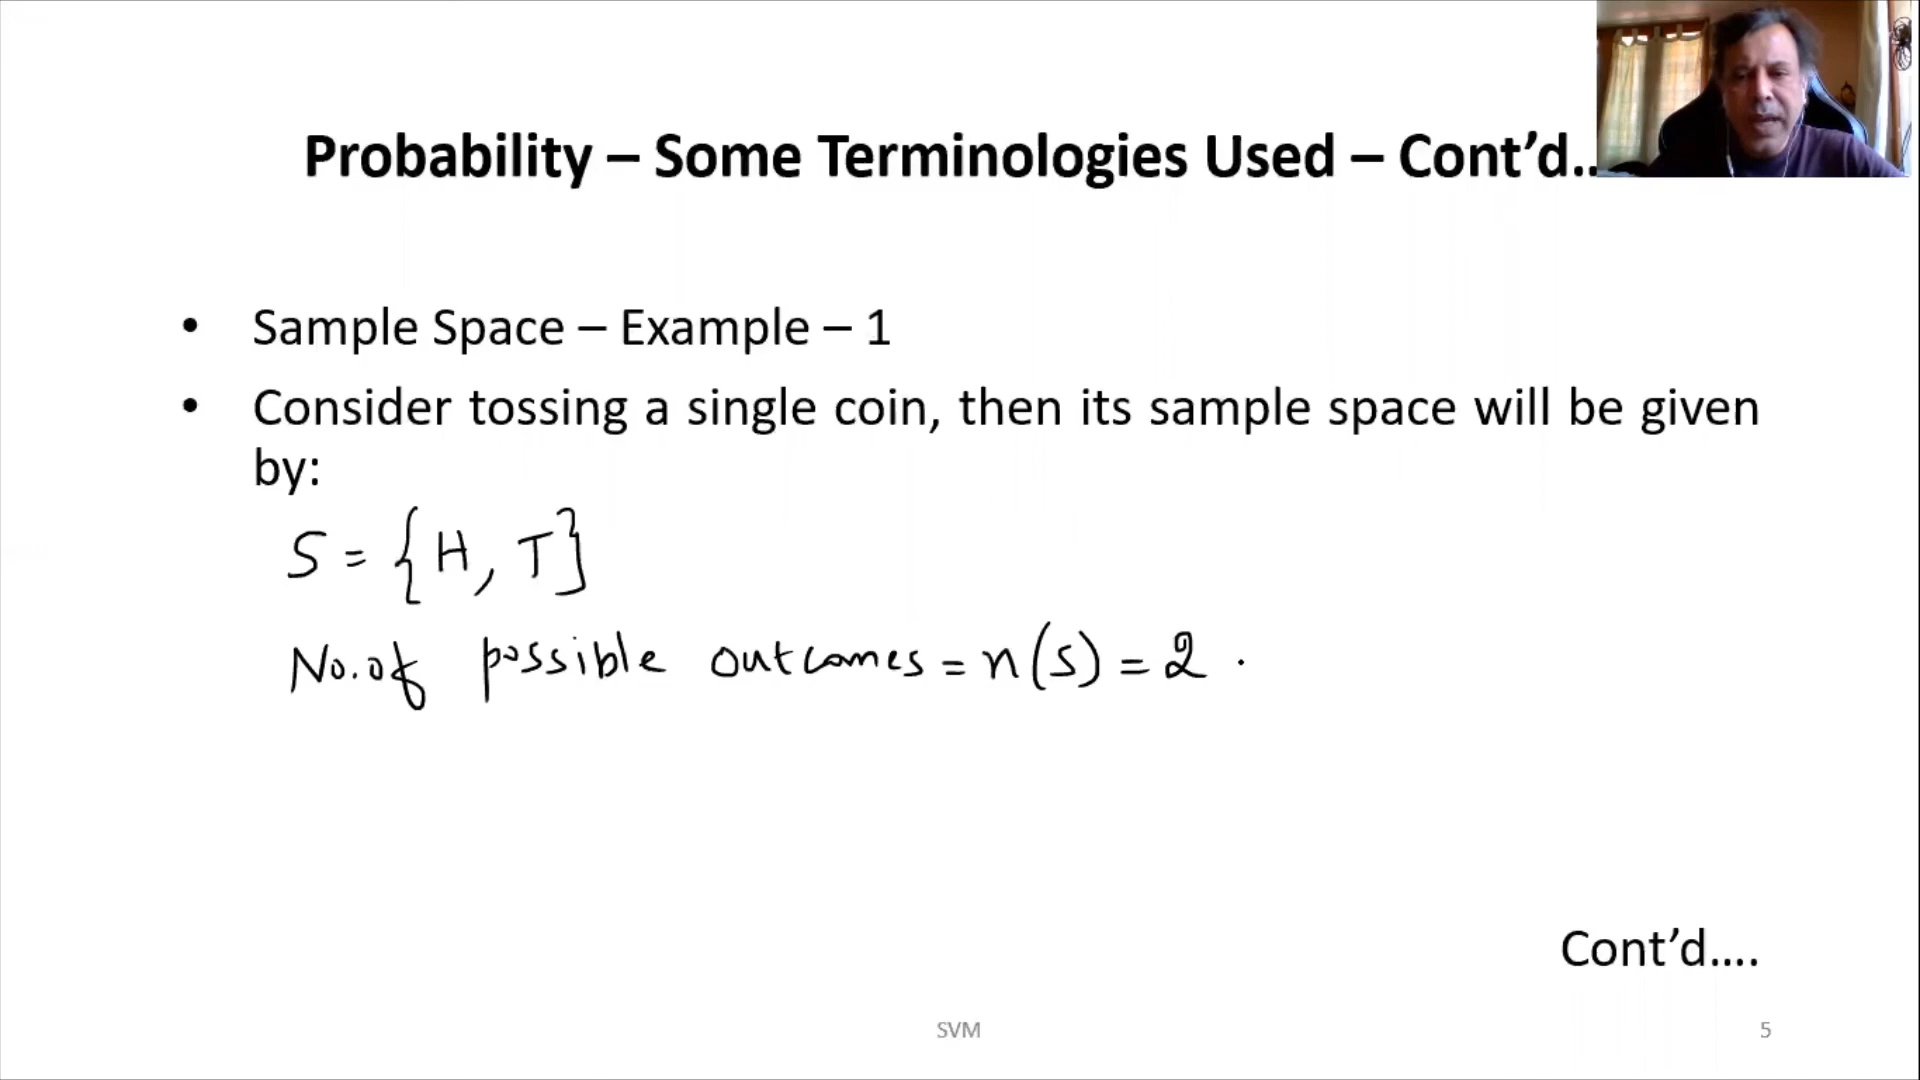 Probability – Some Terminologies Used – Cont’d..
• Sample Space – Example – 1
• Consider tossing a single coin, then its sample space will be given
by:
S = {H, T}
No. of possible outcomes = n(S) = 2 .
Cont’d....
SVM
5